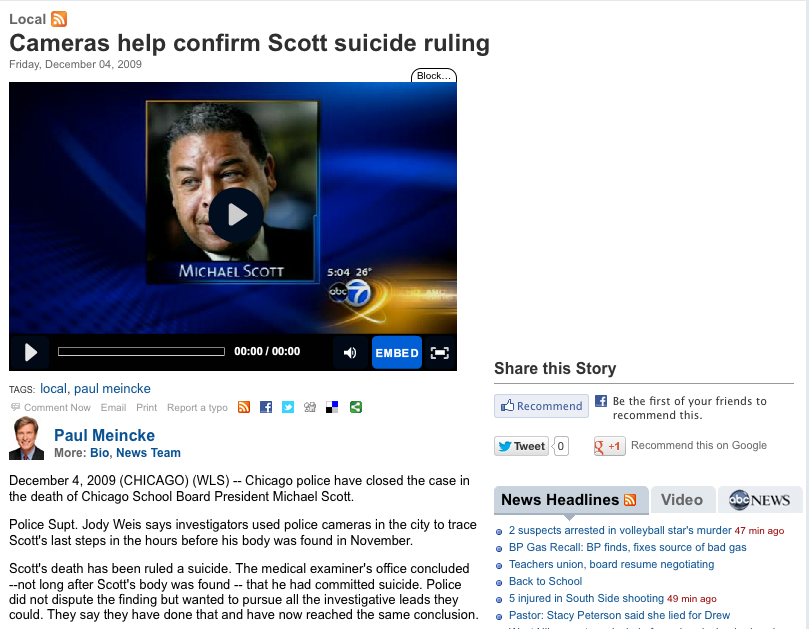 Local
Cameras help confirm Scott suicide ruling
Friday, December 04, 2009
Block...
MICHAEL SCOTT
5:04 26°
abc 7
00:00 / 00:00
EMBED
TAGS: local, paul meincke
Comment Now Email Print Report a typo
Paul Meincke
More: Bio, News Team
December 4, 2009 (CHICAGO) (WLS) -- Chicago police have closed the case in
the death of Chicago School Board President Michael Scott.
Police Supt. Jody Weis says investigators used police cameras in the city to trace
Scott's last steps in the hours before his body was found in November.
Scott's death has been ruled a suicide. The medical examiner's office concluded
--not long after Scott's body was found -- that he had committed suicide. Police
did not dispute the finding but wanted to pursue all the investigative leads they
could. They say they have done that and have now reached the same conclusion.
Share this Story
Recommend
Be the first of your friends to
recommend this.
Tweet 0
+1 Recommend this on Google
News Headlines Video abc NEWS
2 suspects arrested in volleyball star's murder 47 min ago
BP Gas Recall: BP finds, fixes source of bad gas
Teachers union, board resume negotiating
Back to School
5 injured in South Side shooting 49 min ago
Pastor: Stacy Peterson said she lied for Drew